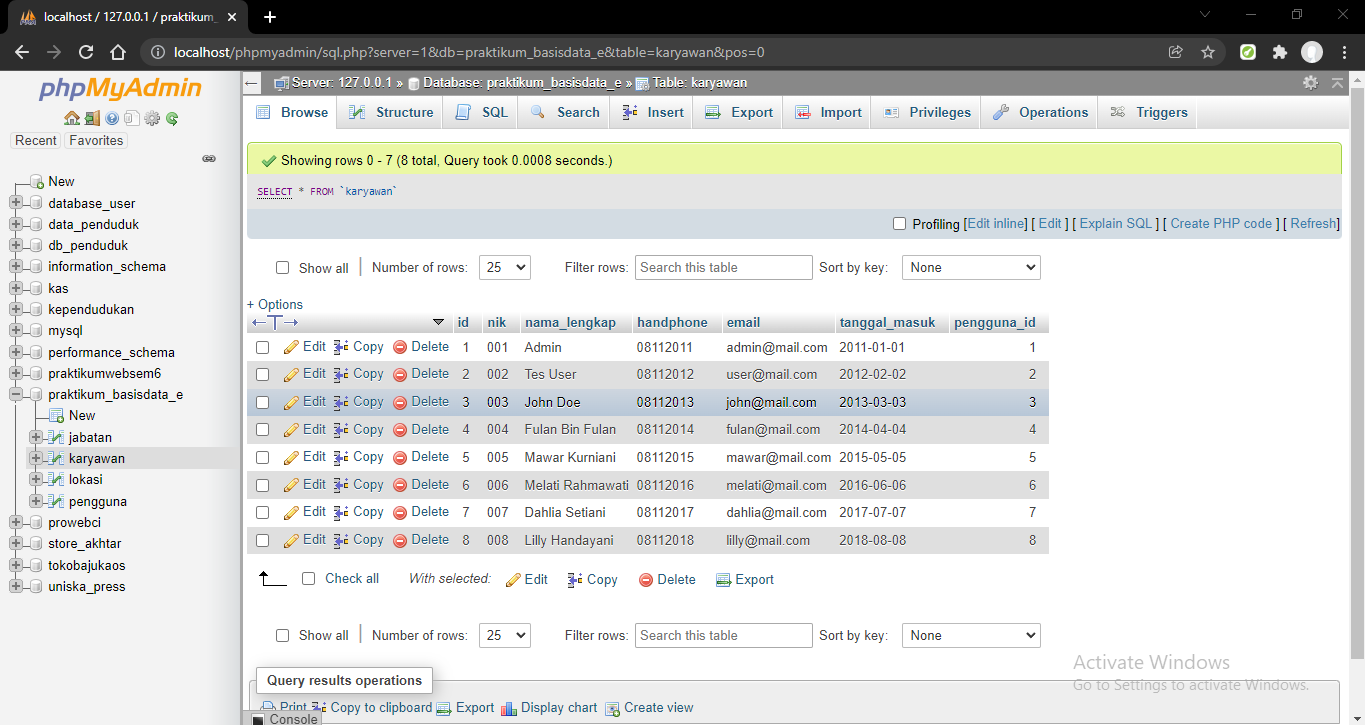 localhost / 127.0.0.1 / praktikum_
localhost/phpmyadmin/sql.php?server=1&db=praktikum_basisdata_e&table=karyawan&pos=0
phpMyAdmin
Recent Favorites
New
database_user
data_penduduk
db_penduduk
information_schema
kas
kependudukan
mysql
performance_schema
praktikumwebsem6
praktikum_basisdata_e
New
jabatan
karyawan
lokasi
pengguna
prowebci
store_akhtar
tokobajukaos
uniska_press
Server: 127.0.0.1 » Database: praktikum_basisdata_e » Table: karyawan
Browse Structure SQL Search Insert Export Import Privileges Operations Triggers
Showing rows 0 - 7 (8 total, Query took 0.0008 seconds.)
SELECT * FROM `karyawan`
Profiling [Edit inline] [ Edit ] [ Explain SQL ] [ Create PHP code ] [ Refresh]
Show all Number of rows: 25 Filter rows: Search this table Sort by key: None
+ Options
id nik nama_lengkap handphone email tanggal_masuk pengguna_id
Edit Copy Delete 1 001 Admin 08112011 admin@mail.com 2011-01-01 1
Edit Copy Delete 2 002 Tes User 08112012 user@mail.com 2012-02-02 2
Edit Copy Delete 3 003 John Doe 08112013 john@mail.com 2013-03-03 3
Edit Copy Delete 4 004 Fulan Bin Fulan 08112014 fulan@mail.com 2014-04-04 4
Edit Copy Delete 5 005 Mawar Kurniani 08112015 mawar@mail.com 2015-05-05 5
Edit Copy Delete 6 006 Melati Rahmawati 08112016 melati@mail.com 2016-06-06 6
Edit Copy Delete 7 007 Dahlia Setiani 08112017 dahlia@mail.com 2017-07-07 7
Edit Copy Delete 8 008 Lilly Handayani 08112018 lilly@mail.com 2018-08-08 8
Check all With selected: Edit Copy Delete Export
Show all Number of rows: 25 Filter rows: Search this table Sort by key: None
Query results operations
Print Copy to clipboard Export Display chart Create view
Console
Activate Windows
Go to Settings to activate Windows.